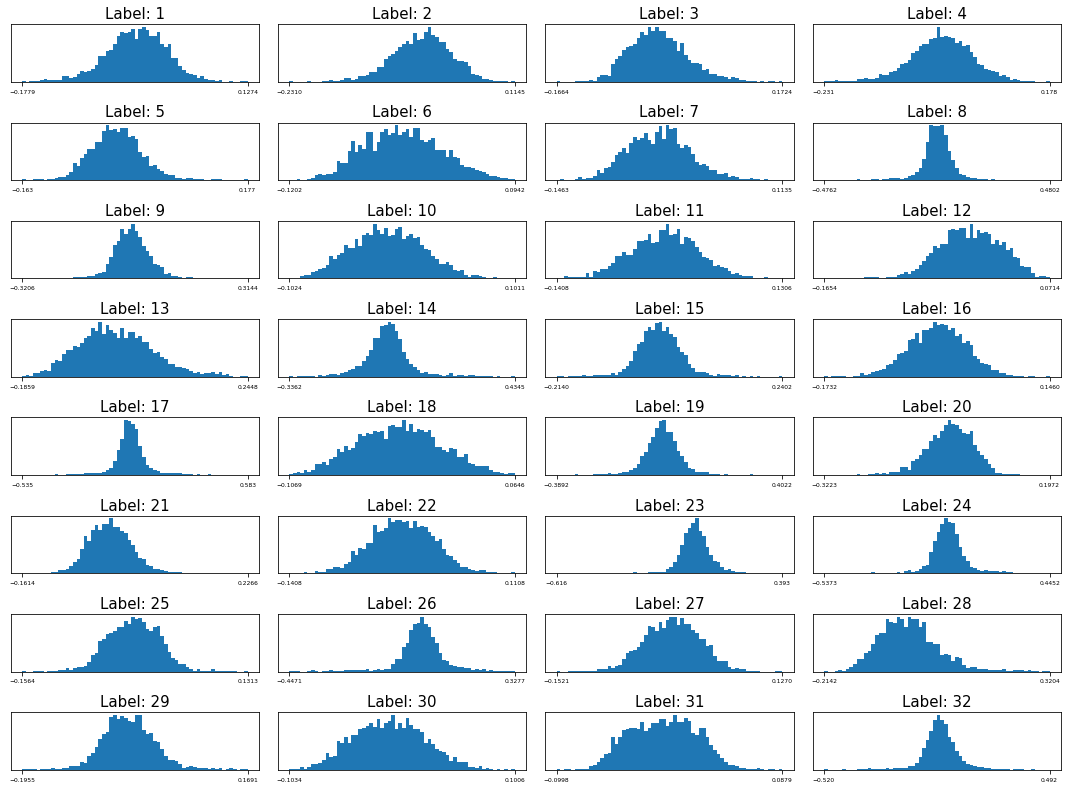 Label: 1 Label: 2 Label: 3 Label: 4
−0.1779 0.1274 −0.2310 0.1145 −0.1664 0.1724 −0.231 0.178
Label: 5 Label: 6 Label: 7 Label: 8
−0.163 0.177 −0.1202 0.0942 −0.1463 0.1135 −0.4762 0.4802
Label: 9 Label: 10 Label: 11 Label: 12
−0.3206 0.3144 −0.1024 0.1011 −0.1408 0.1306 −0.1654 0.0714
Label: 13 Label: 14 Label: 15 Label: 16
−0.1859 0.2448 −0.3362 0.4345 −0.2140 0.2402 −0.1732 0.1460
Label: 17 Label: 18 Label: 19 Label: 20
−0.535 0.583 −0.1069 0.0646 −0.3892 0.4022 −0.3223 0.1972
Label: 21 Label: 22 Label: 23 Label: 24
−0.1614 0.2266 −0.1408 0.1108 −0.616 0.393 −0.5373 0.4452
Label: 25 Label: 26 Label: 27 Label: 28
−0.1564 0.1313 −0.4471 0.3277 −0.1521 0.1270 −0.2142 0.3204
Label: 29 Label: 30 Label: 31 Label: 32
−0.1955 0.1691 −0.1034 0.1006 −0.0998 0.0879 −0.520 0.492